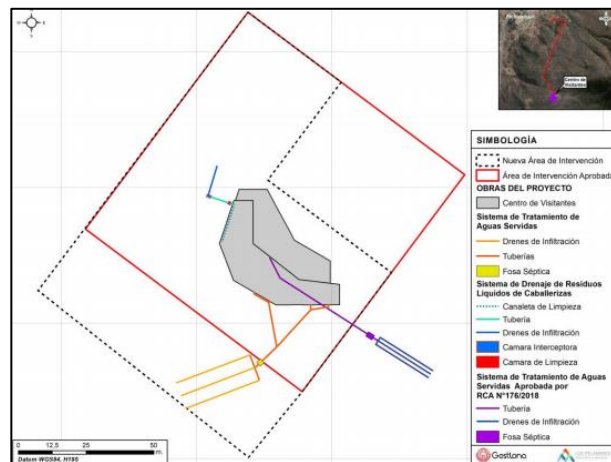 Centro de
Visitantes
SIMBOLOGÍA
Nueva Área de Intervención
Área de Intervención Aprobada
OBRAS DEL PROYECTO
Centro de Visitantes
Sistema de Tratamiento de
Aguas Servidas
Drenes de Infiltración
Tuberías
Fosa Séptica
Sistema de Drenaje de Residuos
Líquidos de Caballerizas
Canaleta de Limpieza
Tubería
Drenes de Infiltración
Camara Interceptora
Camara de Limpieza
Sistema de Tratamiento de Aguas
Servidas Aprobada por
RCA N°176/2018
Tubería
Drenes de Infiltración
Fosa Séptica
0 12,5 25 50
m.
Datum WGS84, H19S
GestLand